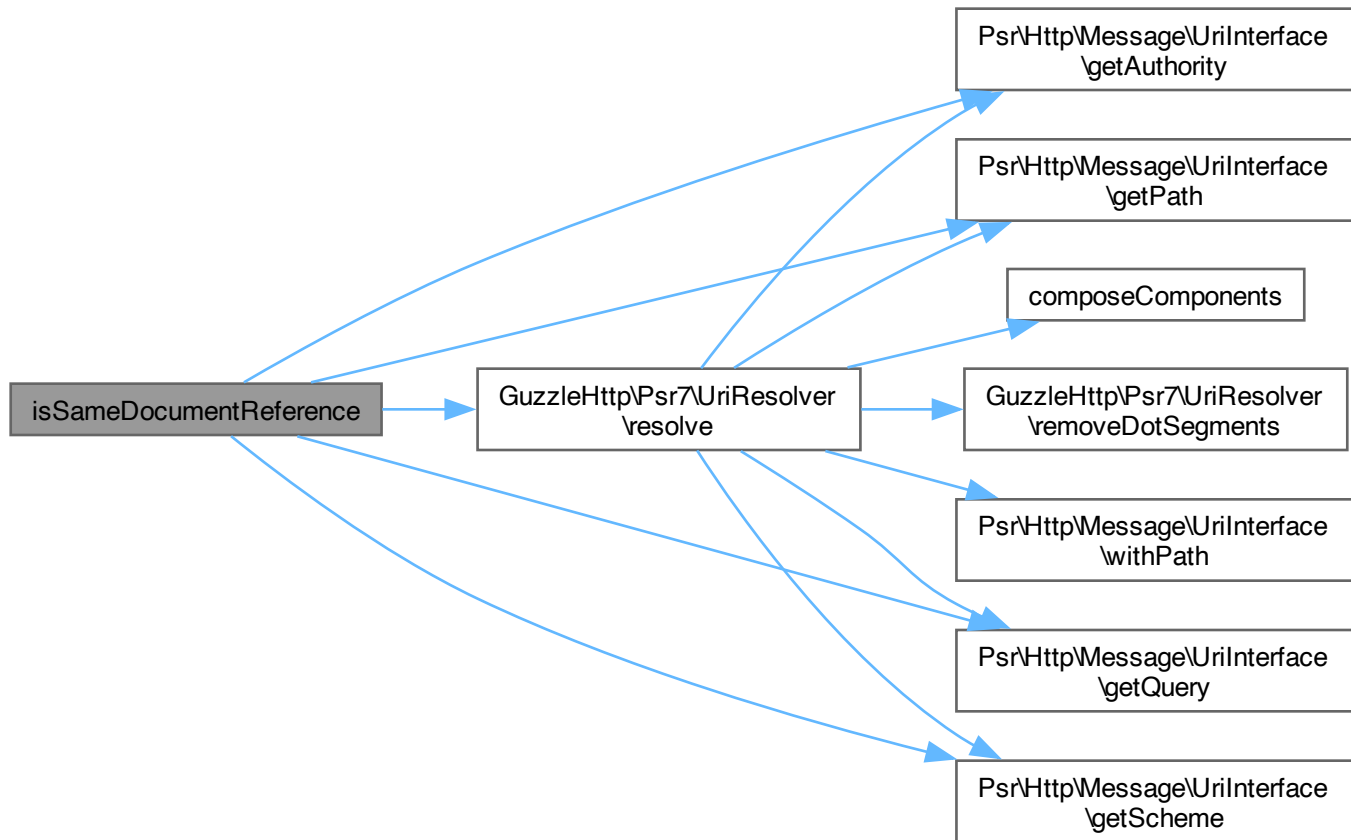 isSameDocumentReference
GuzzleHttp\Psr7\UriResolver
\resolve
Psr\Http\Message\UriInterface
\getAuthority
Psr\Http\Message\UriInterface
\getPath
composeComponents
GuzzleHttp\Psr7\UriResolver
\removeDotSegments
Psr\Http\Message\UriInterface
\withPath
Psr\Http\Message\UriInterface
\getQuery
Psr\Http\Message\UriInterface
\getScheme